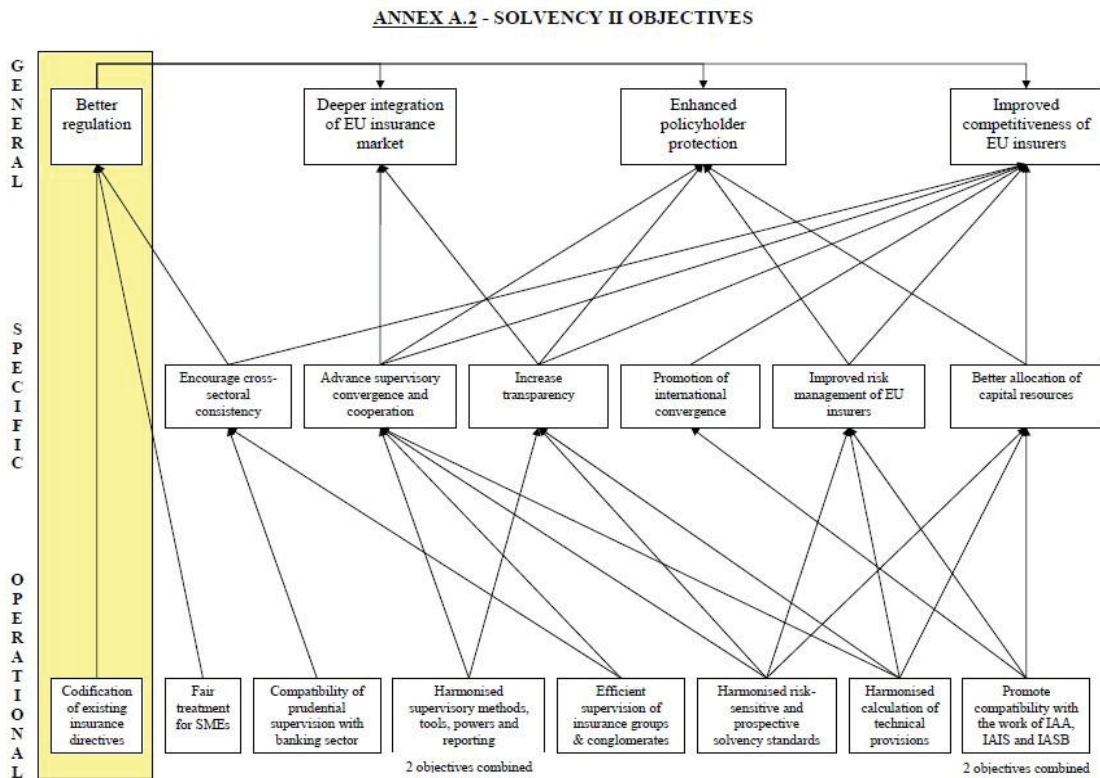 ANNEX A.2 - SOLVENCY II OBJECTIVES
GENERAL
Better
regulation
Deeper integration
of EU insurance
market
Enhanced
policyholder
protection
Improved
competitiveness of
EU insurers
SPECIFIC
Encourage cross-
sectoral
consistency
Advance supervisory
convergence and
cooperation
Increase
transparency
Promotion of
international
convergence
Improved risk
management of EU
insurers
Better allocation of
capital resources
OPERATIONAL
Codification
of existing
insurance
directives
Fair
treatment
for SMEs
Compatibility of
prudential
supervision with
banking sector
Harmonised
supervisory methods,
tools, powers and
reporting
Efficient
supervision of
insurance groups
& conglomerates
Harmonised risk-
sensitive and
prospective
solvency standards
Harmonised
calculation of
technical
provisions
Promote
compatibility with
the work of IAA,
IAIS and IASB
2 objectives combined
2 objectives combined